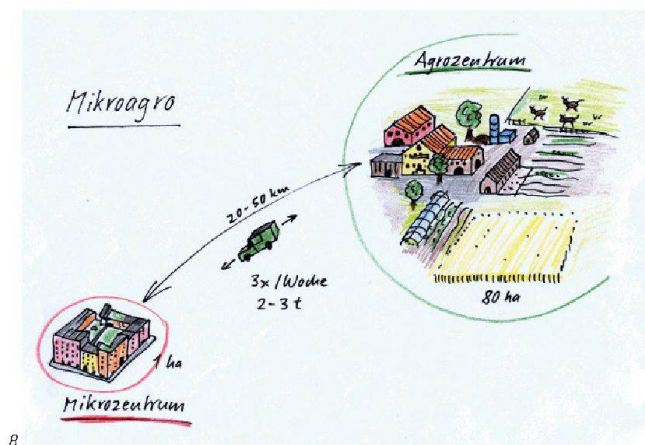 Agrozentrum
Mikroagro
20-50 km
3x/Woche
2-3 t
80 ha
1 ha
Mikrozentrum
8